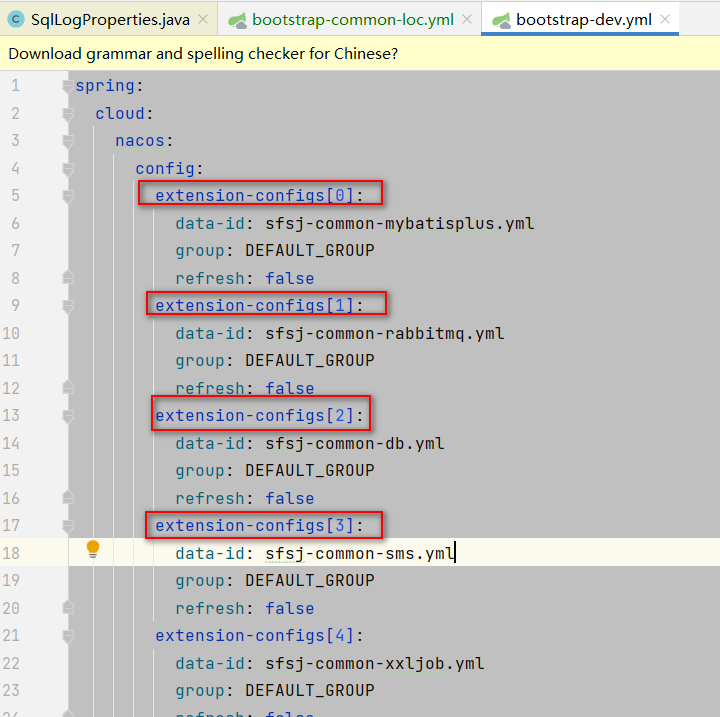 SqlLogProperties.java
bootstrap-common-loc.yml
bootstrap-dev.yml
Download grammar and spelling checker for Chinese?
1 spring:
2 cloud:
3 nacos:
4 config:
5 extension-configs[0]:
6 data-id: sfsj-common-mybatisplus.yml
7 group: DEFAULT_GROUP
8 refresh: false
9 extension-configs[1]:
10 data-id: sfsj-common-rabbitmq.yml
11 group: DEFAULT_GROUP
12 refresh: false
13 extension-configs[2]:
14 data-id: sfsj-common-db.yml
15 group: DEFAULT_GROUP
16 refresh: false
17 extension-configs[3]:
18 data-id: sfsj-common-sms.yml
19 group: DEFAULT_GROUP
20 refresh: false
21 extension-configs[4]:
22 data-id: sfsj-common-xxljob.yml
23 group: DEFAULT_GROUP
24 refresh: false